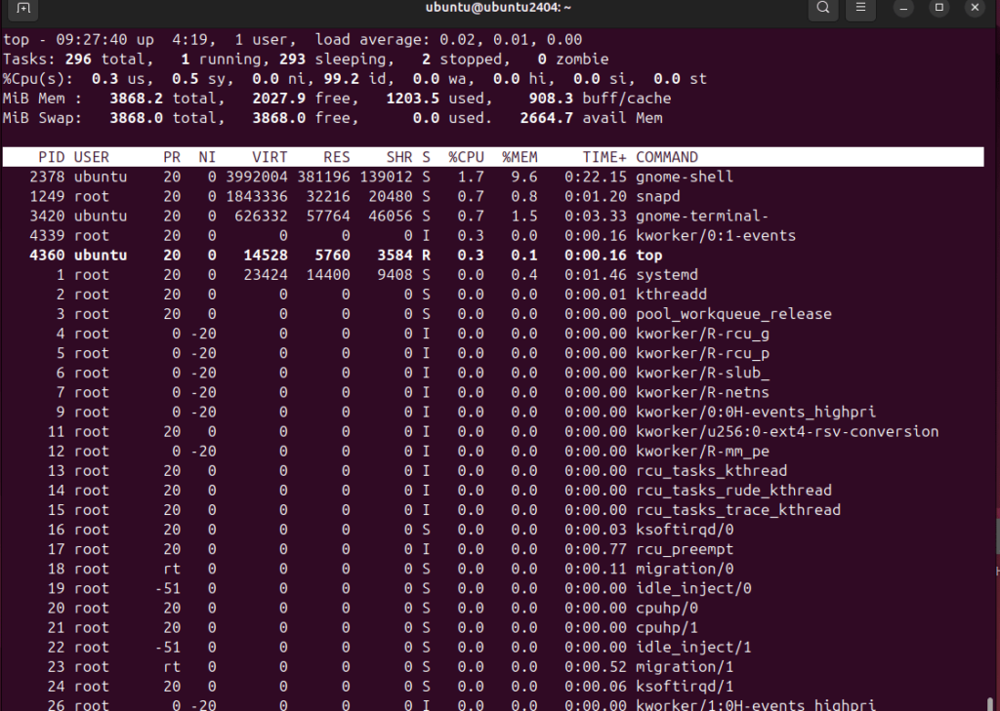 ubuntu@ubuntu2404: ~
top - 09:27:40 up  4:19,  1 user,  load average: 0.02, 0.01, 0.00
Tasks: 296 total,   1 running, 293 sleeping,   2 stopped,   0 zombie
%Cpu(s):  0.3 us,  0.5 sy,  0.0 ni, 99.2 id,  0.0 wa,  0.0 hi,  0.0 si,  0.0 st
MiB Mem :   3868.2 total,   2027.9 free,   1203.5 used,    908.3 buff/cache
MiB Swap:   3868.0 total,   3868.0 free,      0.0 used.   2664.7 avail Mem
    PID USER      PR  NI    VIRT    RES    SHR S  %CPU  %MEM     TIME+ COMMAND
   2378 ubuntu    20   0 3992004 381196 139012 S   1.7   9.6   0:22.15 gnome-shell
   1249 root      20   0 1843336  32216  20480 S   0.7   0.8   0:01.20 snapd
   3420 ubuntu    20   0  626332  57764  46056 S   0.7   1.5   0:03.33 gnome-terminal-
   4339 root      20   0       0      0      0 I   0.3   0.0   0:00.16 kworker/0:1-events
   4360 ubuntu    20   0   14528   5760   3584 R   0.3   0.1   0:00.16 top
      1 root      20   0   23424  14400   9408 S   0.0   0.4   0:01.46 systemd
      2 root      20   0       0      0      0 S   0.0   0.0   0:00.01 kthreadd
      3 root      20   0       0      0      0 S   0.0   0.0   0:00.00 pool_workqueue_release
      4 root       0 -20       0      0      0 I   0.0   0.0   0:00.00 kworker/R-rcu_g
      5 root       0 -20       0      0      0 I   0.0   0.0   0:00.00 kworker/R-rcu_p
      6 root       0 -20       0      0      0 I   0.0   0.0   0:00.00 kworker/R-slub_
      7 root       0 -20       0      0      0 I   0.0   0.0   0:00.00 kworker/R-netns
      9 root       0 -20       0      0      0 I   0.0   0.0   0:00.00 kworker/0:0H-events_highpri
     11 root      20   0       0      0      0 I   0.0   0.0   0:00.00 kworker/u256:0-ext4-rsv-conversion
     12 root       0 -20       0      0      0 I   0.0   0.0   0:00.00 kworker/R-mm_pe
     13 root      20   0       0      0      0 I   0.0   0.0   0:00.00 rcu_tasks_kthread
     14 root      20   0       0      0      0 I   0.0   0.0   0:00.00 rcu_tasks_rude_kthread
     15 root      20   0       0      0      0 I   0.0   0.0   0:00.00 rcu_tasks_trace_kthread
     16 root      20   0       0      0      0 S   0.0   0.0   0:00.03 ksoftirqd/0
     17 root      20   0       0      0      0 I   0.0   0.0   0:00.77 rcu_preempt
     18 root      rt   0       0      0      0 S   0.0   0.0   0:00.11 migration/0
     19 root     -51   0       0      0      0 S   0.0   0.0   0:00.00 idle_inject/0
     20 root      20   0       0      0      0 S   0.0   0.0   0:00.00 cpuhp/0
     21 root      20   0       0      0      0 S   0.0   0.0   0:00.00 cpuhp/1
     22 root     -51   0       0      0      0 S   0.0   0.0   0:00.00 idle_inject/1
     23 root      rt   0       0      0      0 S   0.0   0.0   0:00.52 migration/1
     24 root      20   0       0      0      0 S   0.0   0.0   0:00.06 ksoftirqd/1
     26 root       0 -20       0      0      0 I   0.0   0.0   0:00.00 kworker/1:0H-events_highpri